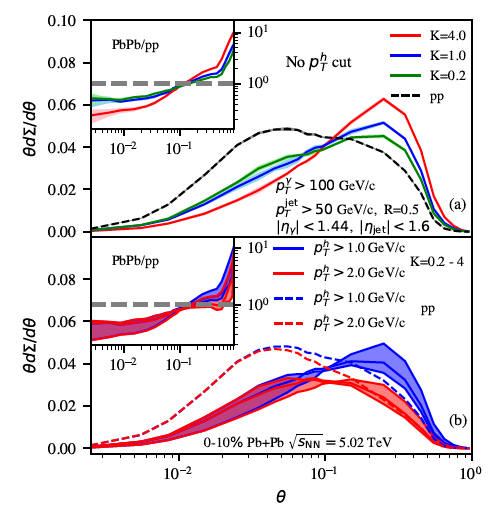 0.10
0.08
0.06
0.04
0.02
0.00
θdΣ/dθ
PbPb/pp
10¹
10⁰
10⁻² 10⁻¹
No p_T^h cut
K=4.0
K=1.0
K=0.2
pp
p_T^γ > 100 GeV/c
p_T^jet > 50 GeV/c, R=0.5
|η_γ| < 1.44, |η_jet| < 1.6
(a)
0.08
0.06
0.04
0.02
0.00
θdΣ/dθ
PbPb/pp
10¹
10⁰
10⁻² 10⁻¹
p_T^h > 1.0 GeV/c
p_T^h > 2.0 GeV/c
p_T^h > 1.0 GeV/c
p_T^h > 2.0 GeV/c
K=0.2 - 4
pp
(b)
0-10% Pb+Pb √s_NN = 5.02 TeV
10⁻² 10⁻¹ 10⁰
θ